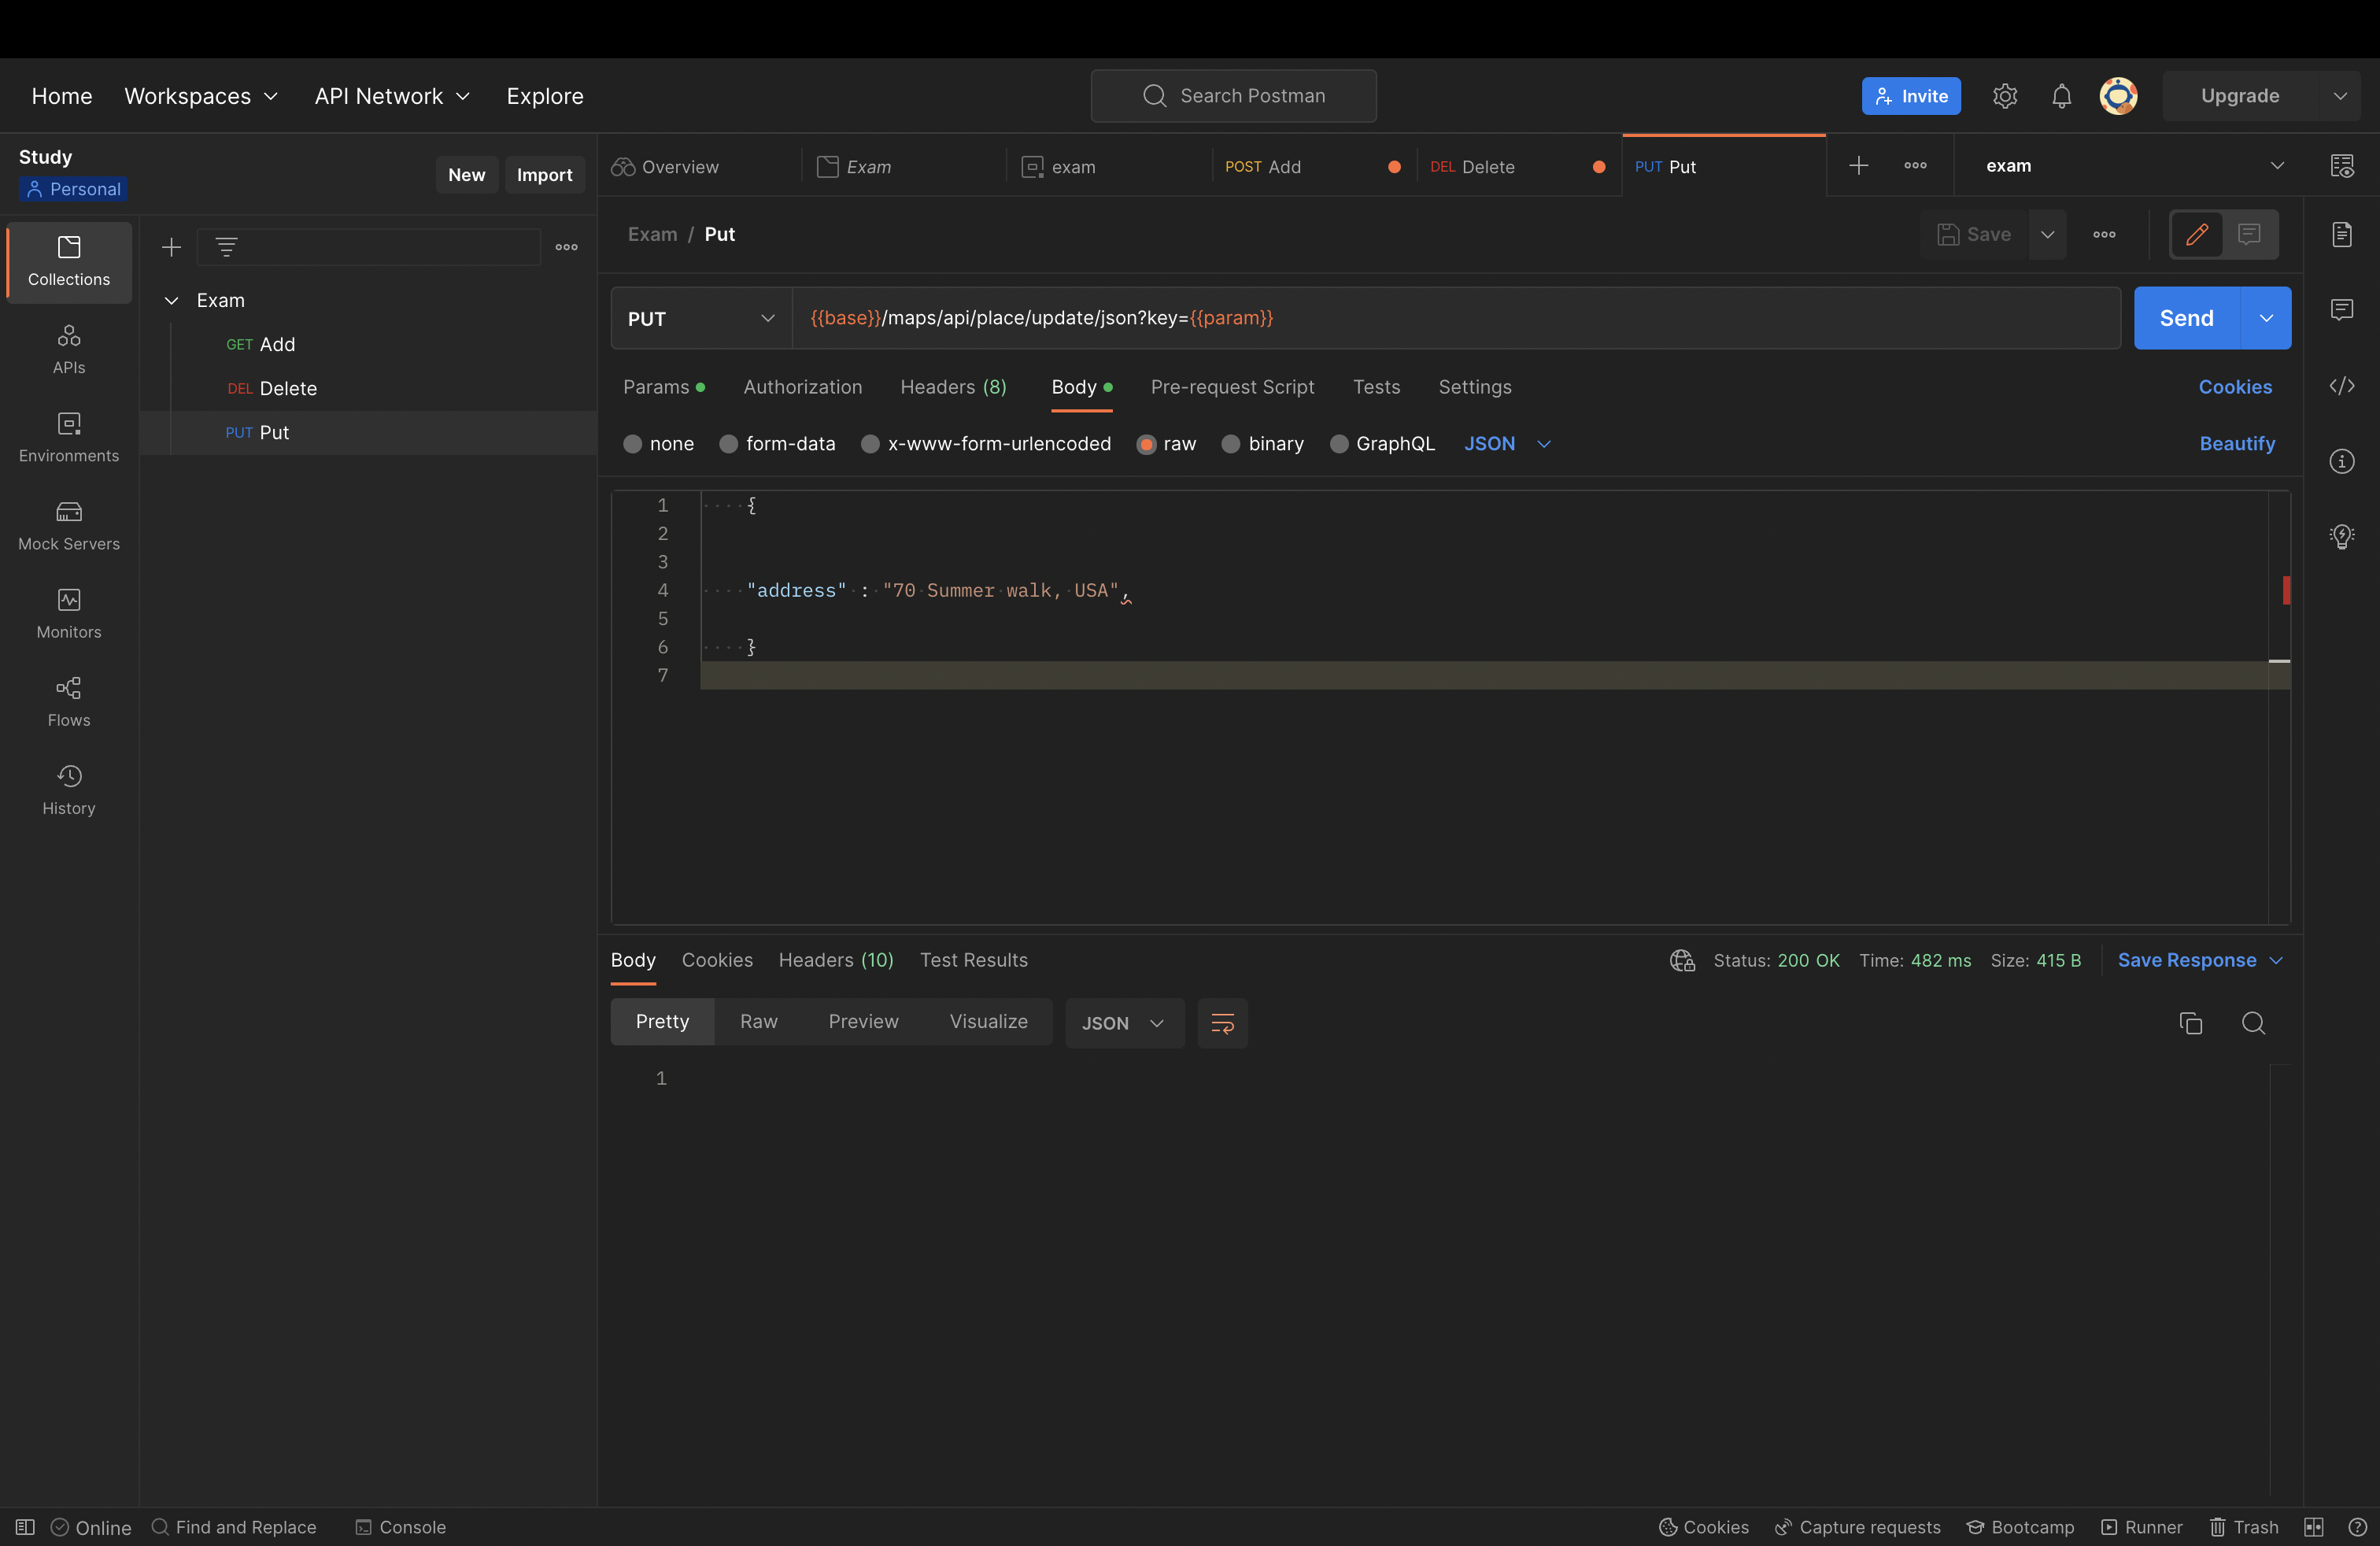 Home Workspaces API Network Explore Search Postman Invite Upgrade
Study
Personal
New Import
Overview Exam exam POST Add DEL Delete PUT Put exam
Collections
APIs
Environments
Mock Servers
Monitors
Flows
History
Exam
GET Add
DEL Delete
PUT Put
Exam / Put Save
PUT {{base}}/maps/api/place/update/json?key={{param}} Send
Params Authorization Headers (8) Body Pre-request Script Tests Settings Cookies
none form-data x-www-form-urlencoded raw binary GraphQL JSON Beautify
1 {
2
3
4 "address" : "70 Summer walk, USA",
5
6 }
7
Body Cookies Headers (10) Test Results Status: 200 OK Time: 482 ms Size: 415 B Save Response
Pretty Raw Preview Visualize JSON
1
Online Find and Replace Console Cookies Capture requests Bootcamp Runner Trash